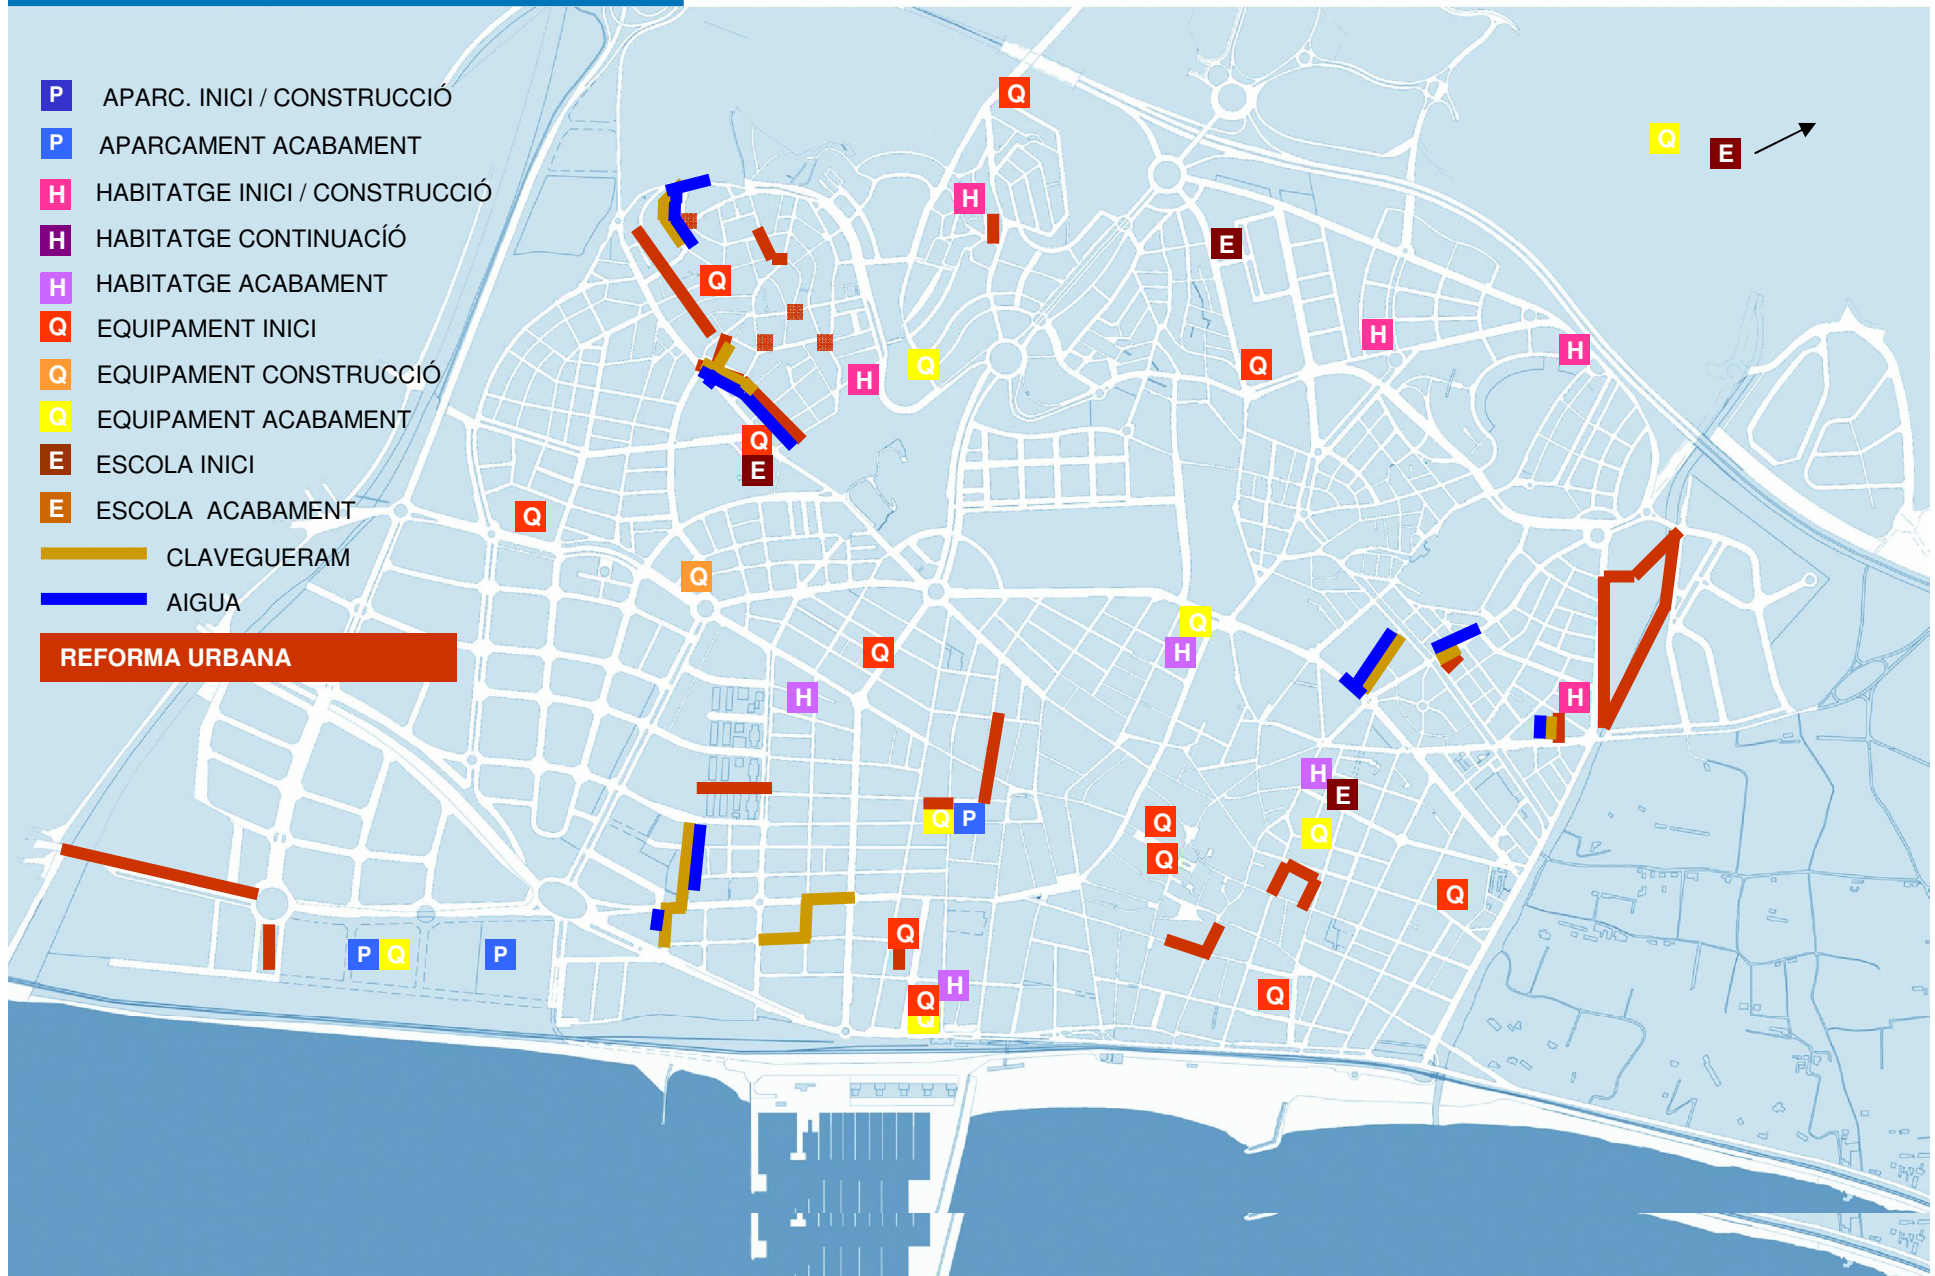 P APARC. INICI / CONSTRUCCIÓ
P APARCAMENT ACABAMENT
H HABITATGE INICI / CONSTRUCCIÓ
H HABITATGE CONTINUACÍÓ
H HABITATGE ACABAMENT
Q EQUIPAMENT INICI
Q EQUIPAMENT CONSTRUCCIÓ
Q EQUIPAMENT ACABAMENT
E ESCOLA INICI
E ESCOLA ACABAMENT
CLAVEGUERAM
AIGUA
REFORMA URBANA
Q
Q
E
H
E
Q
H
H
Q
Q
H
Q
E
Q
Q
Q
Q
H
H
H
H
E
Q
P
Q
Q
Q
Q
Q
P
Q
P
H
Q
Q
Q